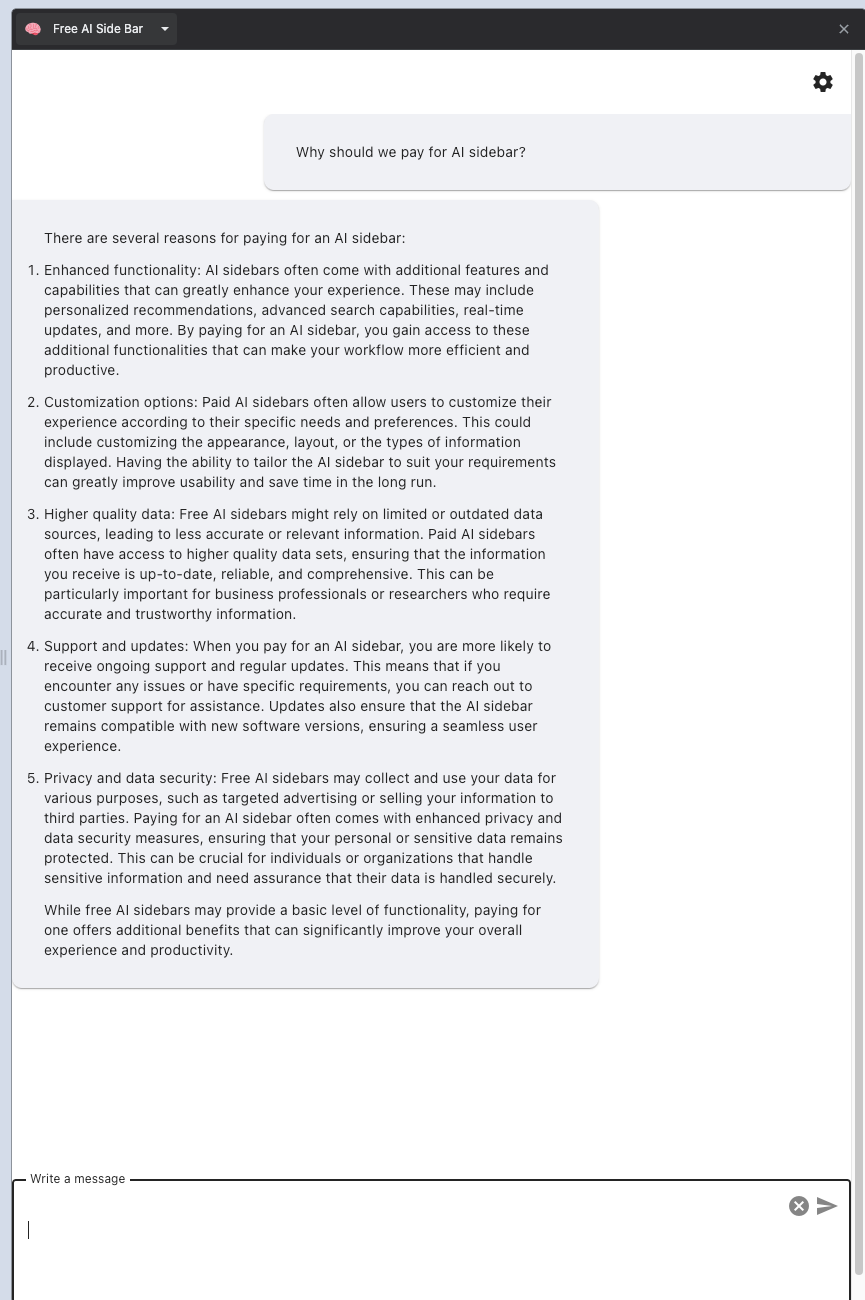 Free AI Side Bar
Why should we pay for AI sidebar?
There are several reasons for paying for an AI sidebar:
1. Enhanced functionality: AI sidebars often come with additional features and
capabilities that can greatly enhance your experience. These may include
personalized recommendations, advanced search capabilities, real-time
updates, and more. By paying for an AI sidebar, you gain access to these
additional functionalities that can make your workflow more efficient and
productive.
2. Customization options: Paid AI sidebars often allow users to customize their
experience according to their specific needs and preferences. This could
include customizing the appearance, layout, or the types of information
displayed. Having the ability to tailor the AI sidebar to suit your requirements
can greatly improve usability and save time in the long run.
3. Higher quality data: Free AI sidebars might rely on limited or outdated data
sources, leading to less accurate or relevant information. Paid AI sidebars
often have access to higher quality data sets, ensuring that the information
you receive is up-to-date, reliable, and comprehensive. This can be
particularly important for business professionals or researchers who require
accurate and trustworthy information.
4. Support and updates: When you pay for an AI sidebar, you are more likely to
receive ongoing support and regular updates. This means that if you
encounter any issues or have specific requirements, you can reach out to
customer support for assistance. Updates also ensure that the AI sidebar
remains compatible with new software versions, ensuring a seamless user
experience.
5. Privacy and data security: Free AI sidebars may collect and use your data for
various purposes, such as targeted advertising or selling your information to
third parties. Paying for an AI sidebar often comes with enhanced privacy and
data security measures, ensuring that your personal or sensitive data remains
protected. This can be crucial for individuals or organizations that handle
sensitive information and need assurance that their data is handled securely.
While free AI sidebars may provide a basic level of functionality, paying for
one offers additional benefits that can significantly improve your overall
experience and productivity.
Write a message